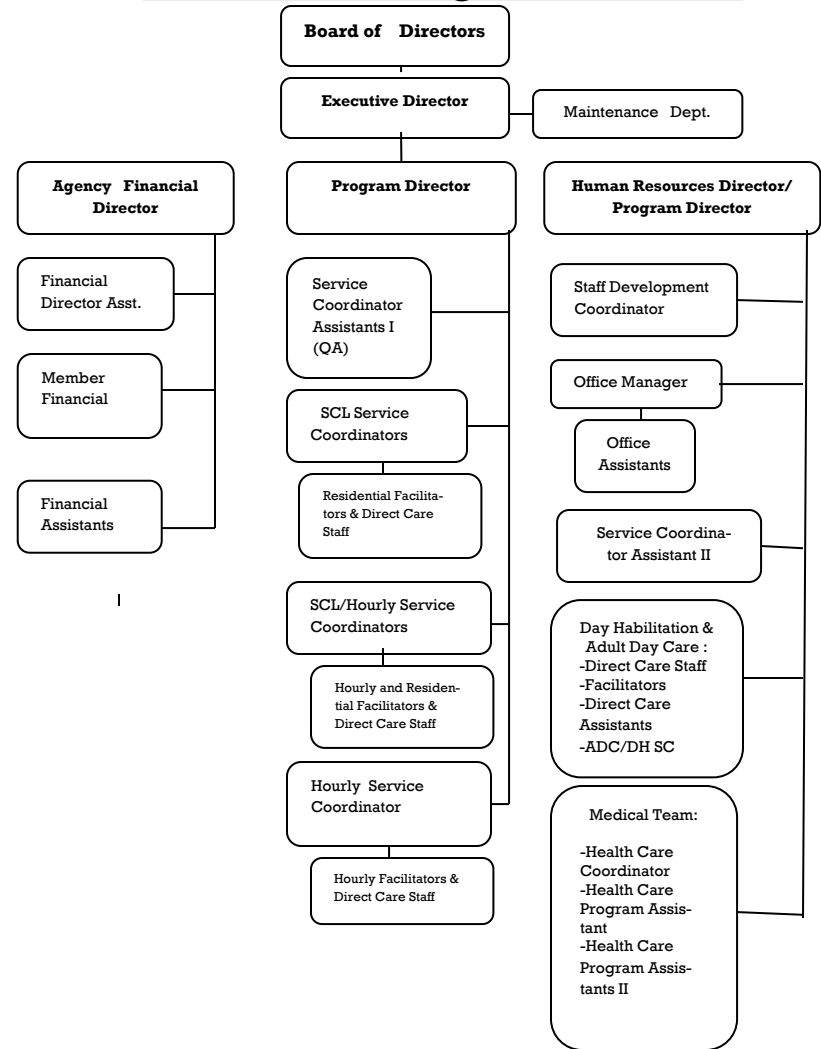 Board of Directors
Executive Director
Maintenance Dept.
Agency Financial
Director
Program Director
Human Resources Director/
Program Director
Financial
Director Asst.
Member
Financial
Financial
Assistants
Service
Coordinator
Assistants I
(QA)
SCL Service
Coordinators
Residential Facilita-
tors & Direct Care
Staff
SCL/Hourly Service
Coordinators
Hourly and Residen-
tial Facilitators &
Direct Care Staff
Hourly Service
Coordinator
Hourly Facilitators &
Direct Care Staff
Staff Development
Coordinator
Office Manager
Office
Assistants
Service Coordina-
tor Assistant II
Day Habilitation &
Adult Day Care :
-Direct Care Staff
-Facilitators
-Direct Care
Assistants
-ADC/DH SC
Medical Team:
-Health Care
Coordinator
-Health Care
Program Assis-
tant
-Health Care
Program Assis-
tants II